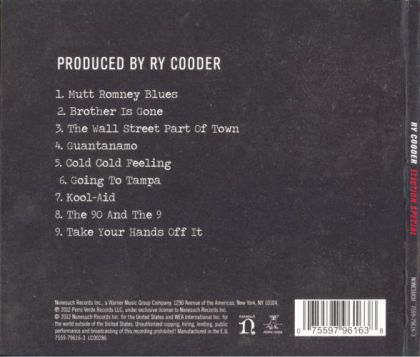 PRODUCED BY RY COODER
1. Mutt Romney Blues
2. Brother Is Gone
3. The Wall Street Part Of Town
4. Guantanamo
5. Cold Cold Feeling
6. Going To Tampa
7. Kool-Aid
8. The 90 And The 9
9. Take Your Hands Off It
Nonesuch Records Inc., a Warner Music Group Company, 1290 Avenue of the Americas, New York, NY 10104.
℗ 2012 Perro Verde Records LLC, under exclusive license to Nonesuch Records Inc.
© 2012 Nonesuch Records Inc. for the United States and WEA International Inc. for
the world outside of the United States. Unauthorized copying, hiring, lending, public
performance and broadcasting of this recording prohibited! Manufactured in the E.U.
7559-79616-3 LC00286
nonesuch
n
0 75597 96163 8
RY COODER ELECTION SPECIAL
NONESUCH 7559-79616-3